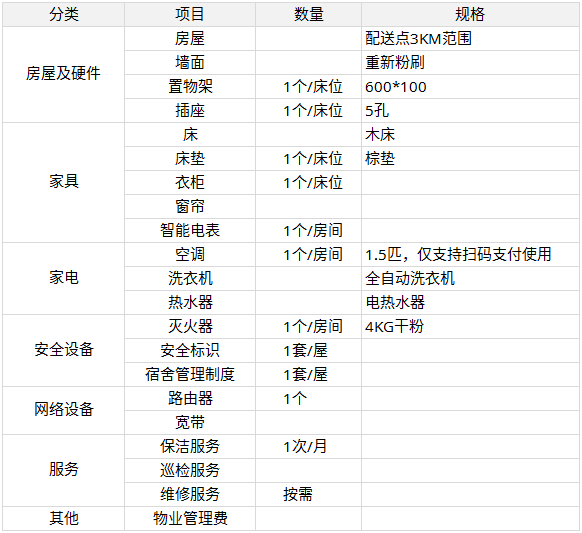 分类 项目 数量 规格
房屋及硬件 房屋 配送点3KM范围
墙面 重新粉刷
置物架 1个/床位 600*100
插座 1个/床位 5孔
家具 床 木床
床垫 1个/床位 棕垫
衣柜 1个/床位
窗帘
智能电表 1个/房间
家电 空调 1个/房间 1.5匹，仅支持扫码支付使用
洗衣机 全自动洗衣机
热水器 电热水器
安全设备 灭火器 1个/房间 4KG干粉
安全标识 1套/屋
宿舍管理制度 1套/屋
网络设备 路由器 1个
宽带
服务 保洁服务 1次/月
巡检服务
维修服务 按需
其他 物业管理费